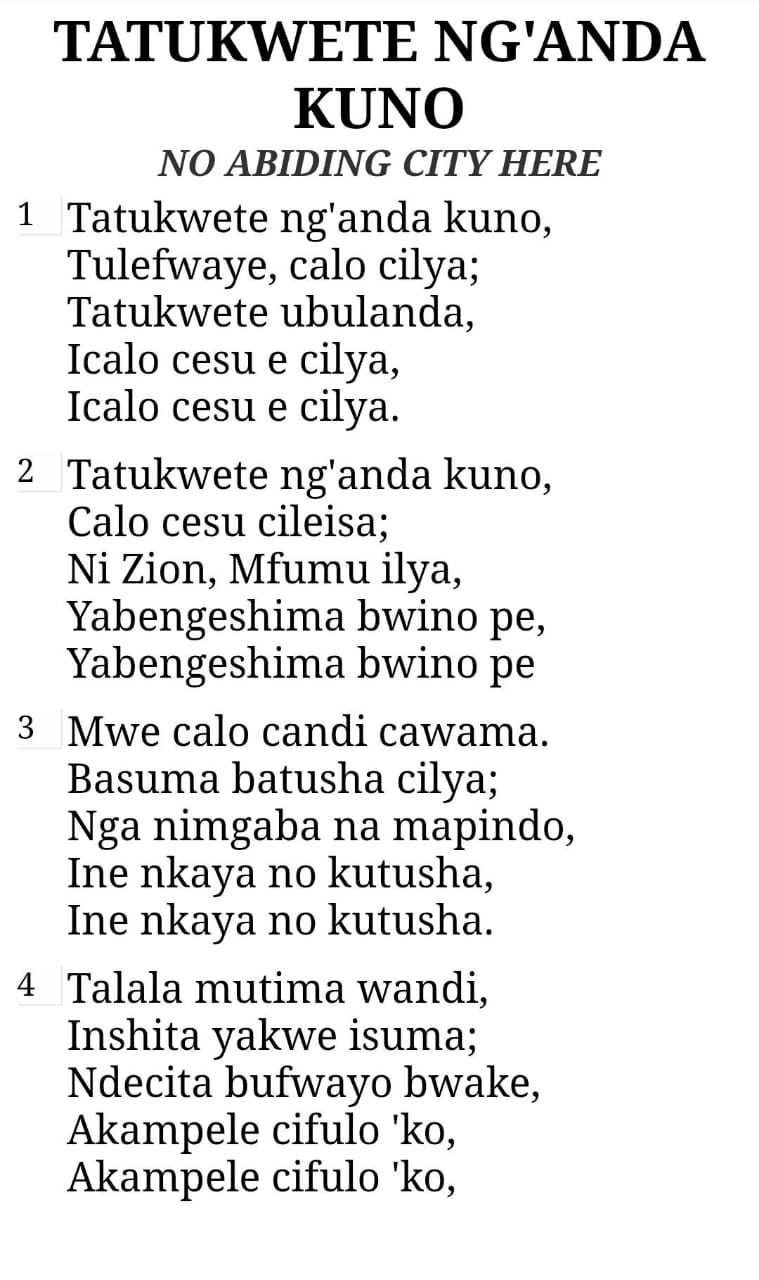 TATUKWETE NG'ANDA
KUNO
NO ABIDING CITY HERE
1 Tatukwete ng'anda kuno,
Tulefwaye, calo cilya;
Tatukwete ubulanda,
Icalo cesu e cilya,
Icalo cesu e cilya.
2 Tatukwete ng'anda kuno,
Calo cesu cileisa;
Ni Zion, Mfumu ilya,
Yabengeshima bwino pe,
Yabengeshima bwino pe
3 Mwe calo candi cawama.
Basuma batusha cilya;
Nga nimgaba na mapindo,
Ine nkaya no kutusha,
Ine nkaya no kutusha.
4 Talala mutima wandi,
Inshita yakwe isuma;
Ndecita bufwayo bwake,
Akampele cifulo 'ko,
Akampele cifulo 'ko,